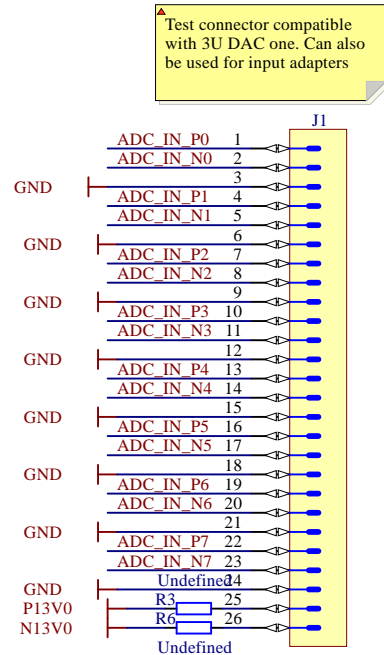 Test connector compatible
with 3U DAC one. Can also
be used for input adapters
J1
ADC_IN_P0 1
ADC_IN_N0 2
GND 3
ADC_IN_P1 4
ADC_IN_N1 5
GND 6
ADC_IN_P2 7
ADC_IN_N2 8
GND 9
ADC_IN_P3 10
ADC_IN_N3 11
GND 12
ADC_IN_P4 13
ADC_IN_N4 14
GND 15
ADC_IN_P5 16
ADC_IN_N5 17
GND 18
ADC_IN_P6 19
ADC_IN_N6 20
GND 21
ADC_IN_P7 22
ADC_IN_N7 23
GND Undefined 24
P13V0 R3 25
N13V0 R6 26
Undefined